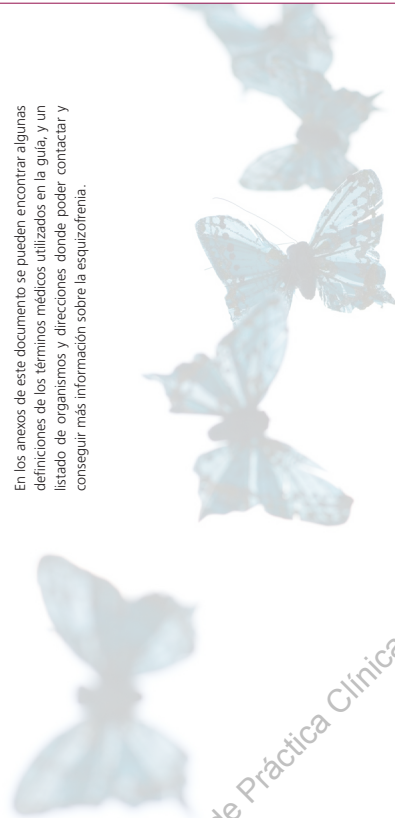 En los anexos de este documento se pueden encontrar algunas
definiciones de los términos médicos utilizados en la guía, y un
listado de organismos y direcciones donde poder contactar y
conseguir más información sobre la esquizofrenia.
de Práctica Clínica